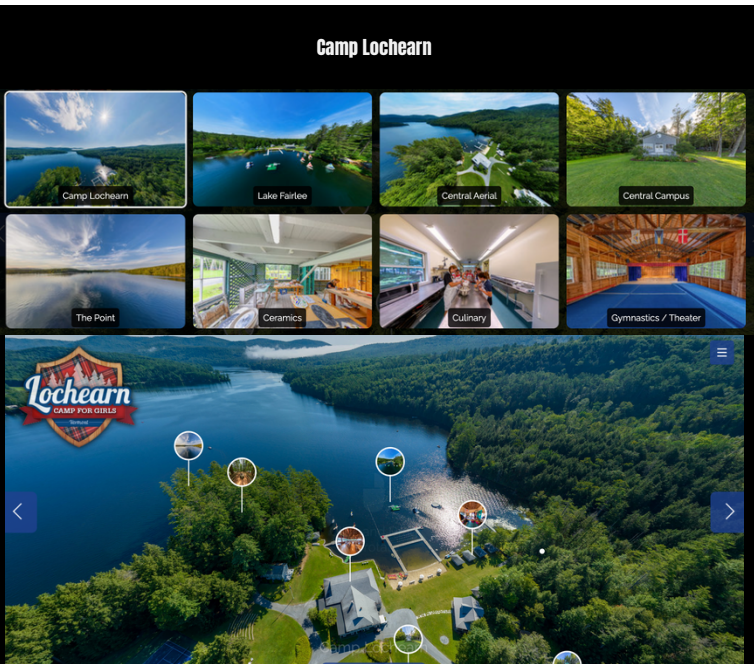 Camp Lochearn
Camp Lochearn
Lake Fairlee
Central Aerial
Central Campus
The Point
Ceramics
Culinary
Gymnastics / Theater
Lochearn
CAMP FOR GIRLS